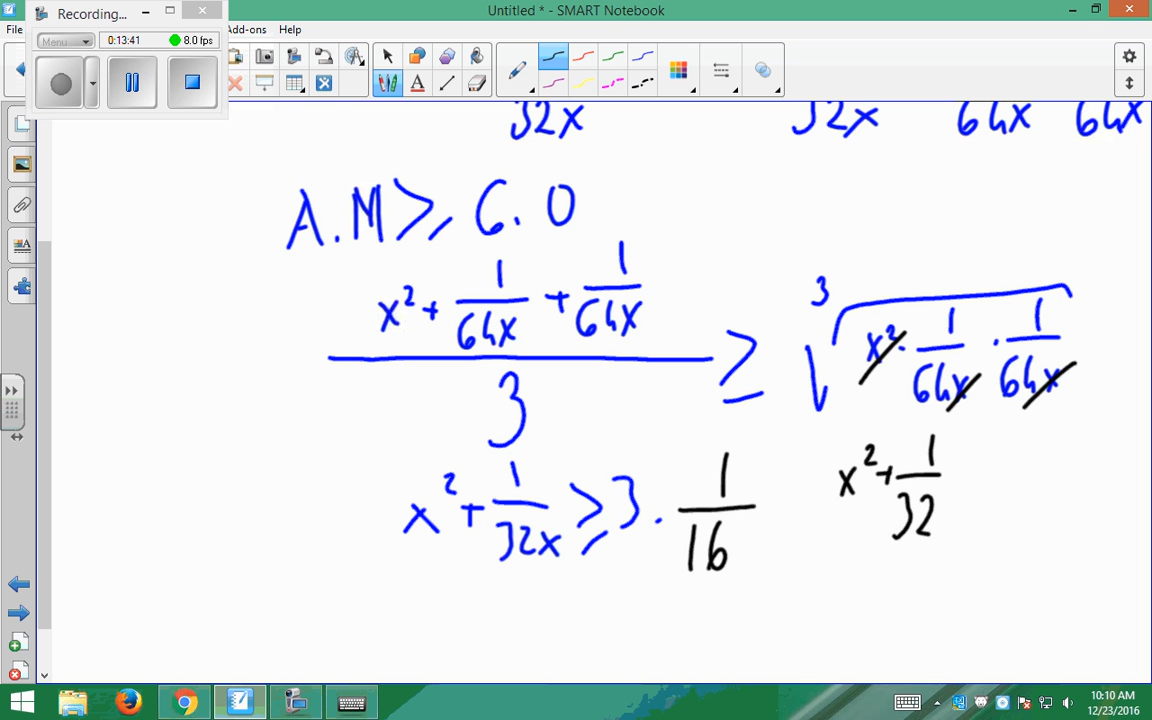 Recording...
Untitled * - SMART Notebook
File
Add-ons Help
Menu
0:13:41
8.0 fps
32x 32x 64x 64x
A.M ≥ G.O
x² + 1/64x + 1/64x
3
≥ ³√x² · 1/64x · 1/64x
x² + 1/32x ≥ 3 · 1/16
x² + 1/32
10:10 AM
12/23/2016